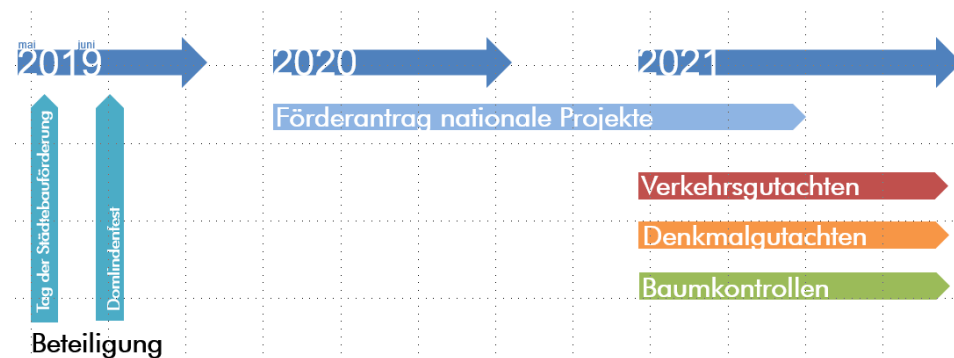 mai juni
2019 2020 2021
Förderantrag nationale Projekte
Tag der Städtebauförderung
Domlindenfest
Verkehrsgutachten
Denkmalgutachten
Baumkontrollen
Beteiligung